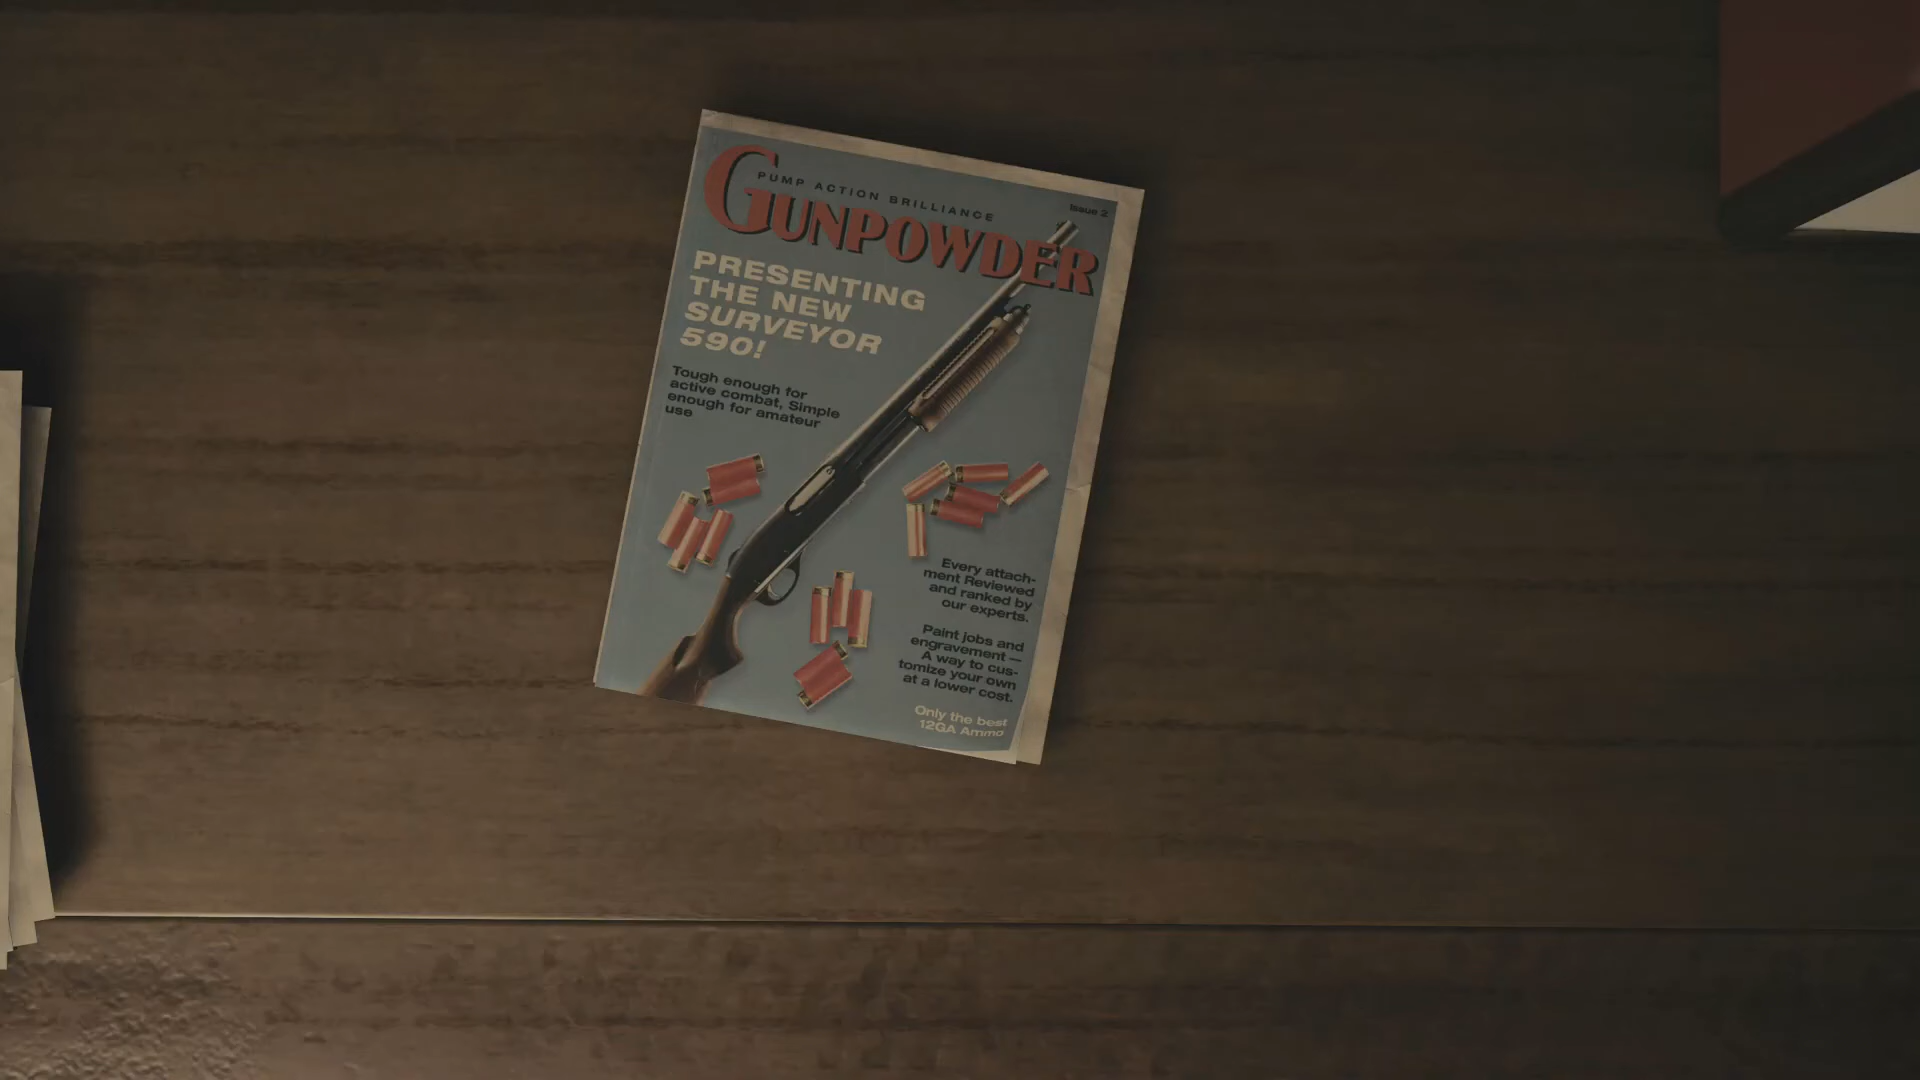 PUMP ACTION BRILLIANCE
Issue 2
GUNPOWDER
PRESENTING
THE NEW
SURVEYOR
590!
Tough enough for
active combat, Simple
enough for amateur
use
Every attach-
ment Reviewed
and ranked by
our experts.
Paint jobs and
engravement —
A way to cus-
tomize your own
at a lower cost.
Only the best
12GA Ammo